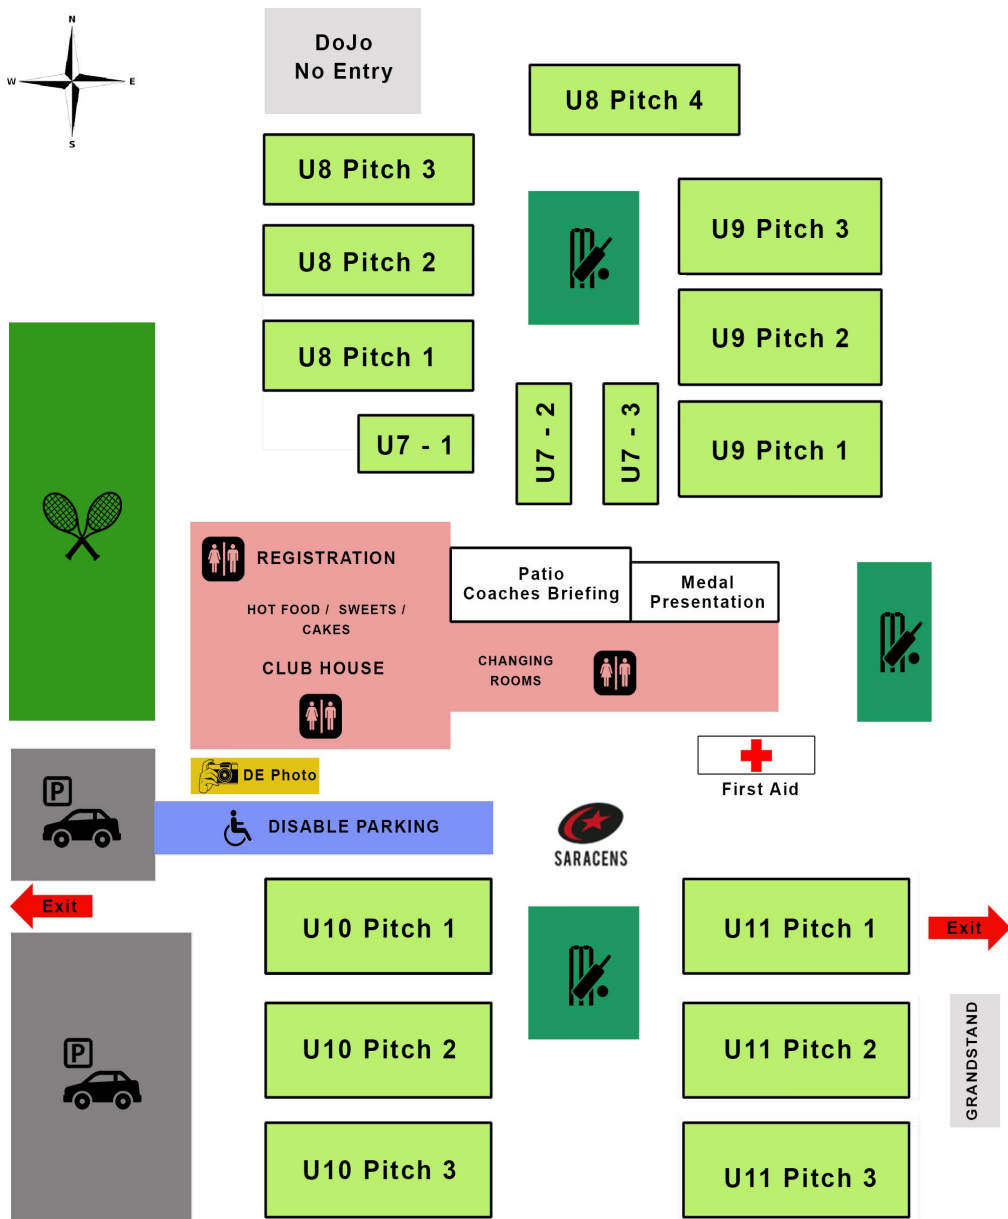 N
W E
S
DoJo
No Entry
U8 Pitch 4
U8 Pitch 3
U9 Pitch 3
U8 Pitch 2
U9 Pitch 2
U8 Pitch 1
U7 - 1
U7 - 2
U7 - 3
U9 Pitch 1
REGISTRATION
HOT FOOD / SWEETS /
CAKES
CLUB HOUSE
Patio
Coaches Briefing
Medal
Presentation
CHANGING
ROOMS
First Aid
DE Photo
P
DISABLE PARKING
SARACENS
Exit
U10 Pitch 1
U11 Pitch 1
Exit
P
U10 Pitch 2
U11 Pitch 2
GRANDSTAND
U10 Pitch 3
U11 Pitch 3